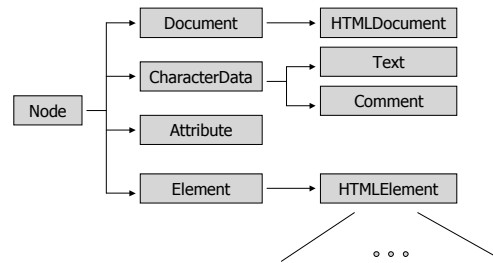 Document
HTMLDocument
CharacterData
Text
Comment
Node
Attribute
Element
HTMLElement